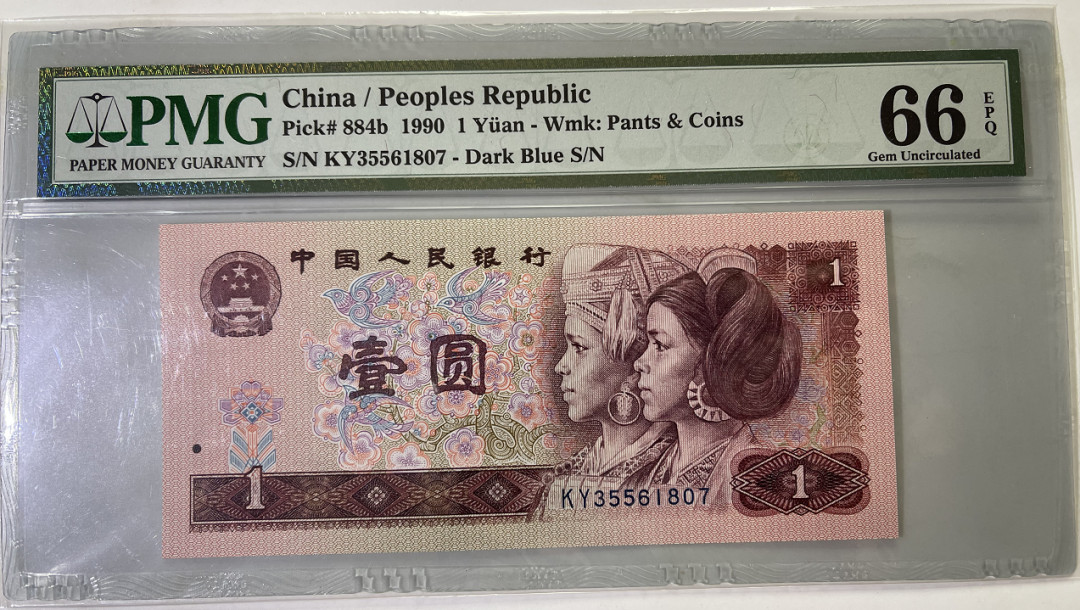 PMG
PAPER MONEY GUARANTY
China / Peoples Republic
Pick# 884b 1990 1 Yüan - Wmk: Pants & Coins
S/N KY35561807 - Dark Blue S/N
66
EPQ
Gem Uncirculated
中国人民银行
1
壹圆
1
1
KY35561807